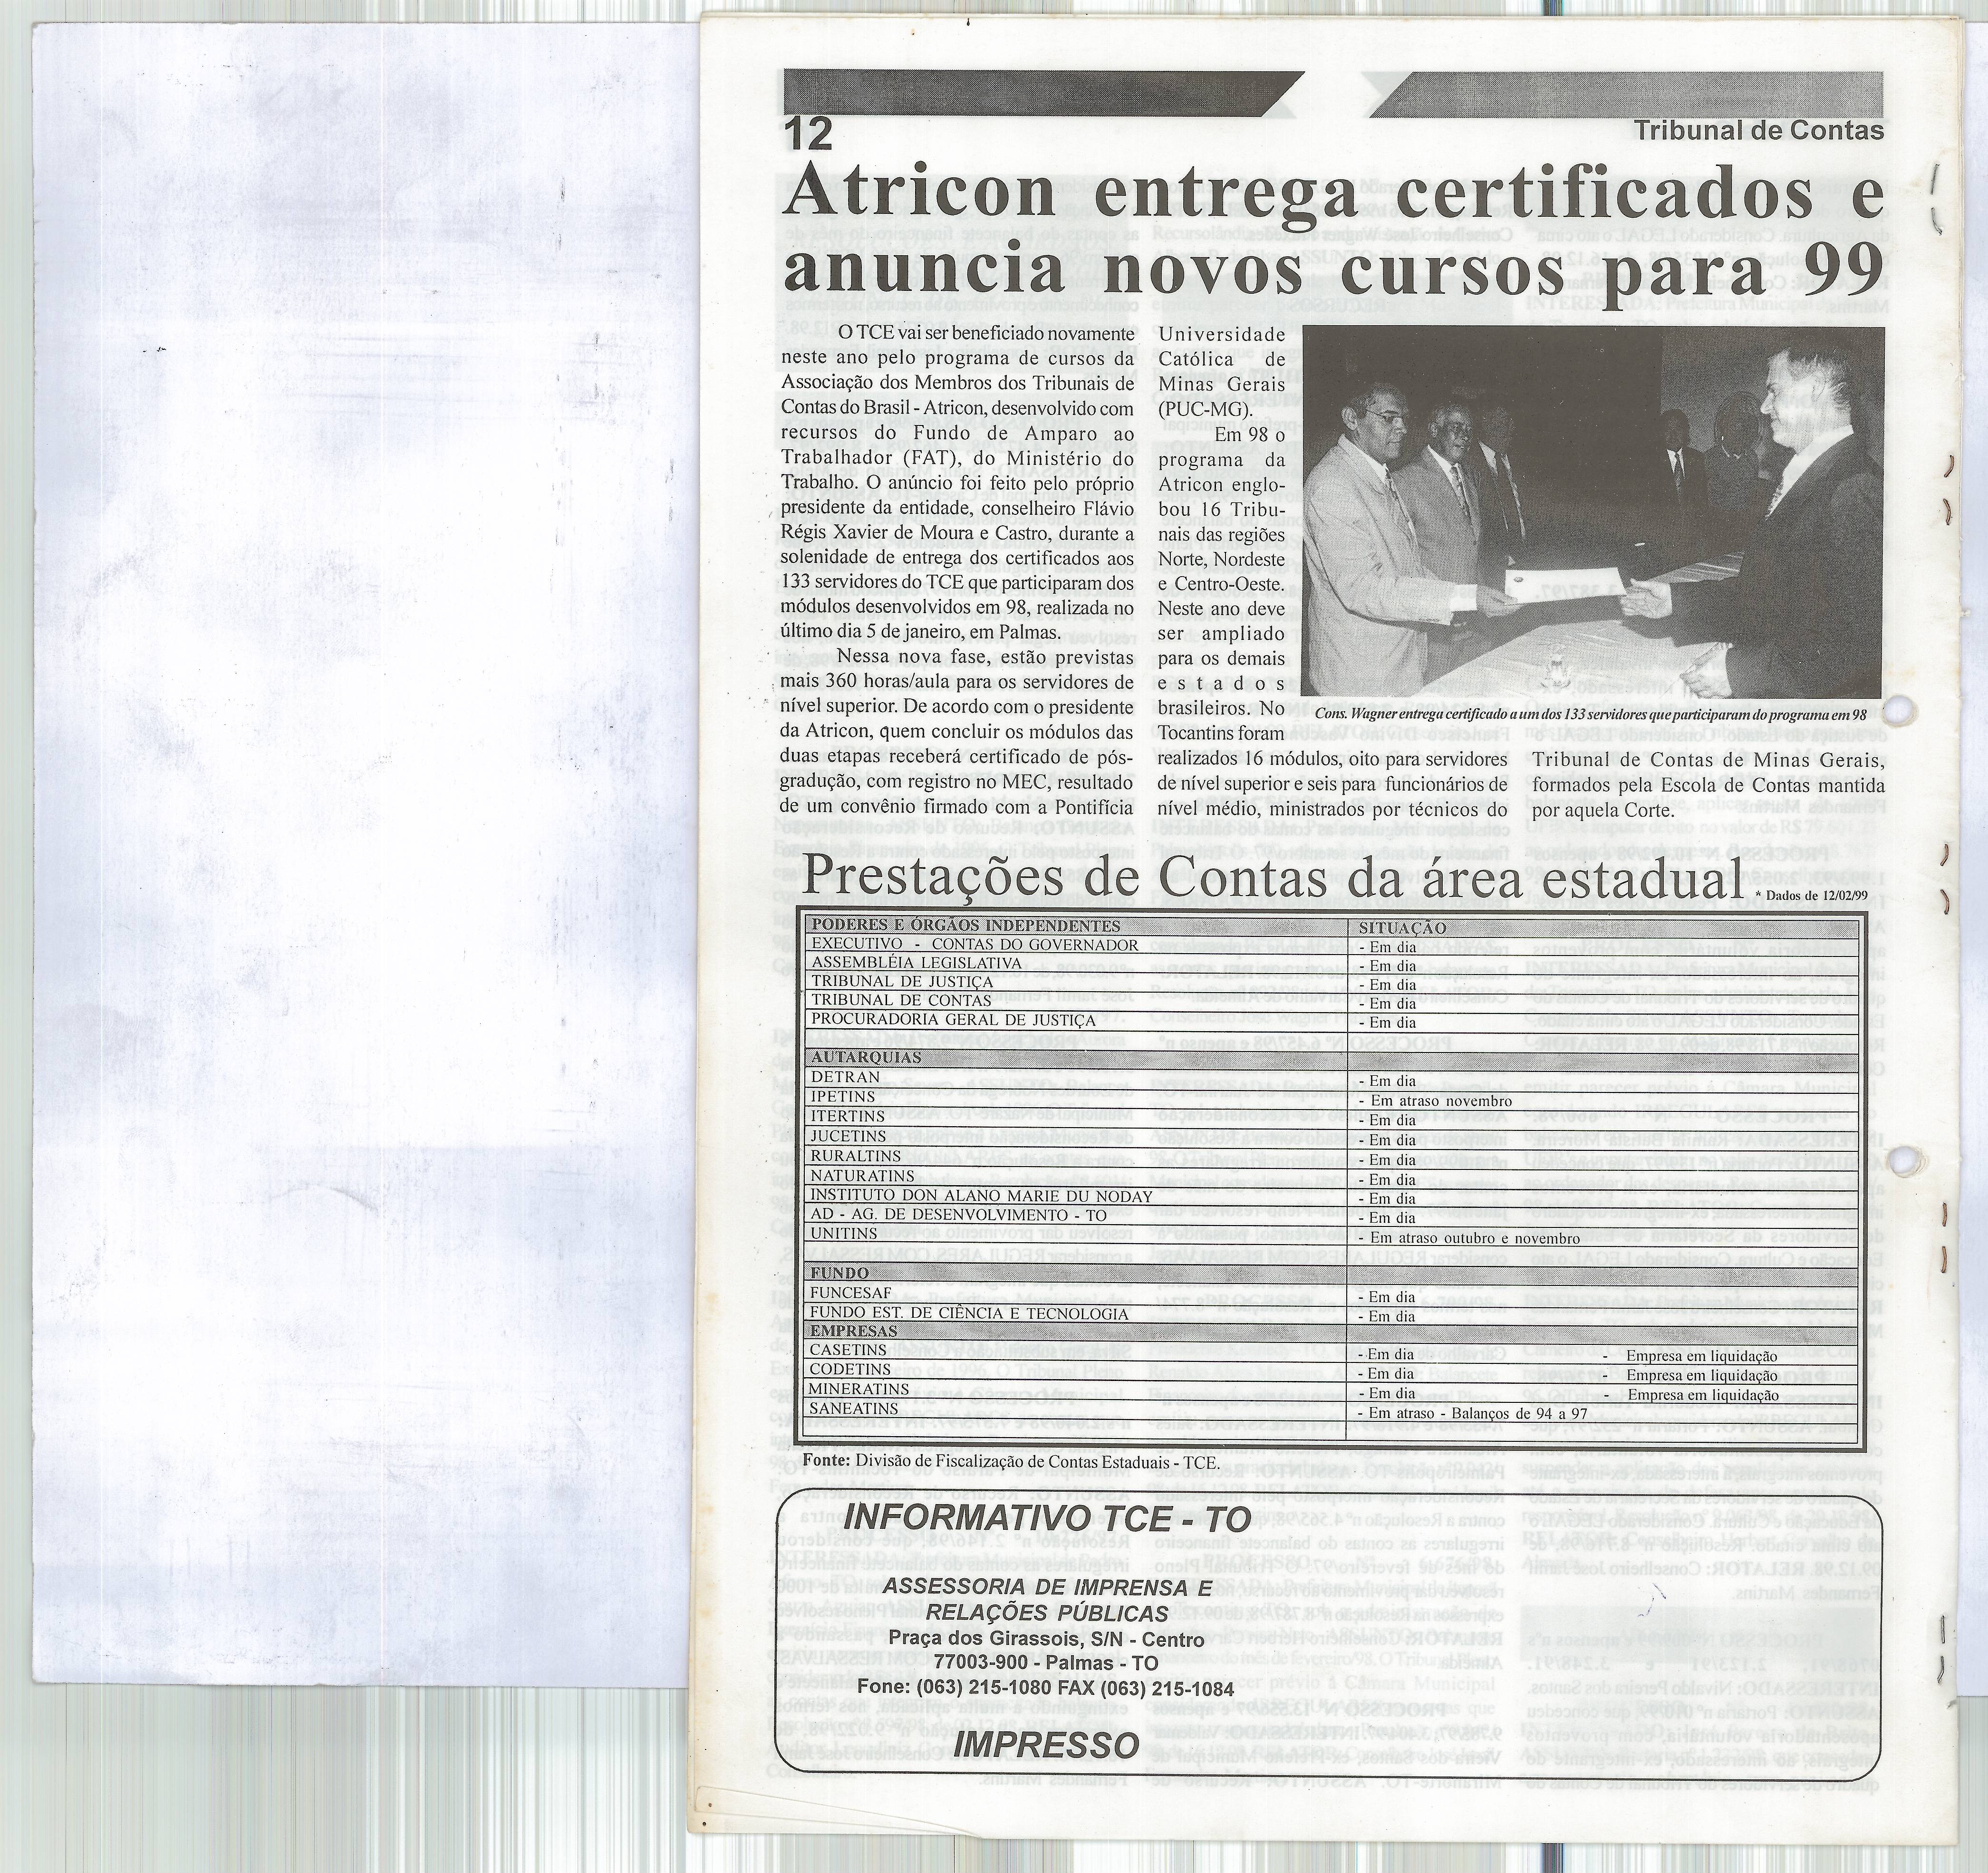 12
Tribunal de Contas
Atricon entrega certificados e
anuncia novos cursos para 99
O TCE vai ser beneficiado novamente
neste ano pelo programa de cursos da
Associação dos Membros dos Tribunais de
Contas do Brasil - Atricon, desenvolvido com
recursos do Fundo de Amparo ao
Trabalhador (FAT), do Ministério do
Trabalho. O anúncio foi feito pelo próprio
presidente da entidade, conselheiro Flávio
Régis Xavier de Moura e Castro, durante a
solenidade de entrega dos certificados aos
133 servidores do TCE que participaram dos
módulos desenvolvidos em 98, realizada no
último dia 5 de janeiro, em Palmas.
Nessa nova fase, estão previstas
mais 360 horas/aula para os servidores de
nível superior. De acordo com o presidente
da Atricon, quem concluir os módulos das
duas etapas receberá certificado de pós-
gradução, com registro no MEC, resultado
de um convênio firmado com a Pontifícia
Universidade
Católica de
Minas Gerais
(PUC-MG).
Em 98 o
programa da
Atricon englo-
bou 16 Tribu-
nais das regiões
Norte, Nordeste
e Centro-Oeste.
Neste ano deve
ser ampliado
para os demais
estados
brasileiros. No
Tocantins foram
realizados 16 módulos, oito para servidores
de nível superior e seis para funcionários de
nível médio, ministrados por técnicos do
Cons. Wagner entrega certificado a um dos 133 servidores que participaram do programa em 98
Tribunal de Contas de Minas Gerais,
formados pela Escola de Contas mantida
por aquela Corte.
Prestações de Contas da área estadual * Dados de 12/02/99
PODERES E ÓRGÃOS INDEPENDENTES SITUAÇÃO
EXECUTIVO - CONTAS DO GOVERNADOR - Em dia
ASSEMBLÉIA LEGISLATIVA - Em dia
TRIBUNAL DE JUSTIÇA - Em dia
TRIBUNAL DE CONTAS - Em dia
PROCURADORIA GERAL DE JUSTIÇA - Em dia
AUTARQUIAS
DETRAN - Em dia
IPETINS - Em atraso novembro
ITERTINS - Em dia
JUCETINS - Em dia
RURALTINS - Em dia
NATURATINS - Em dia
INSTITUTO DON ALANO MARIE DU NODAY - Em dia
AD - AG. DE DESENVOLVIMENTO - TO - Em dia
UNITINS - Em atraso outubro e novembro
FUNDO
FUNCESAF - Em dia
FUNDO EST. DE CIÊNCIA E TECNOLOGIA - Em dia
EMPRESAS
CASETINS - Em dia - Empresa em liquidação
CODETINS - Em dia - Empresa em liquidação
MINERATINS - Em dia - Empresa em liquidação
SANEATINS - Em atraso - Balanços de 94 a 97
Fonte: Divisão de Fiscalização de Contas Estaduais - TCE.
INFORMATIVO TCE - TO
ASSESSORIA DE IMPRENSA E
RELAÇÕES PÚBLICAS
Praça dos Girassois, S/N - Centro
77003-900 - Palmas - TO
Fone: (063) 215-1080 FAX (063) 215-1084
IMPRESSO